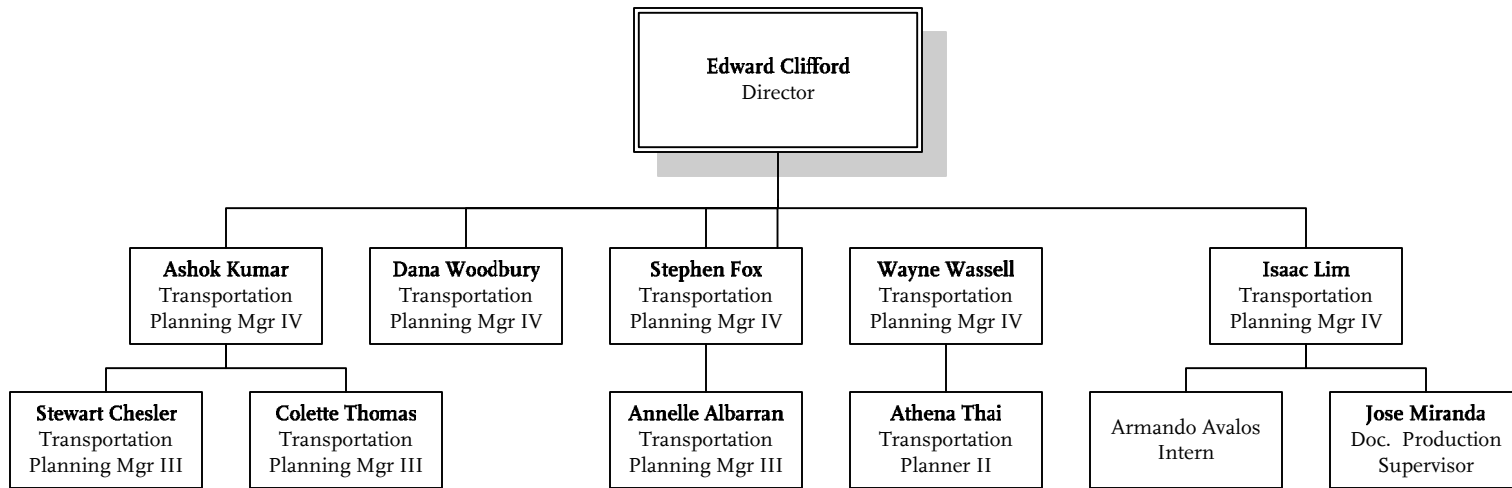 Edward Clifford
Director
Ashok Kumar
Transportation
Planning Mgr IV
Dana Woodbury
Transportation
Planning Mgr IV
Stephen Fox
Transportation
Planning Mgr IV
Wayne Wassell
Transportation
Planning Mgr IV
Isaac Lim
Transportation
Planning Mgr IV
Stewart Chesler
Transportation
Planning Mgr III
Colette Thomas
Transportation
Planning Mgr III
Annelle Albarran
Transportation
Planning Mgr III
Athena Thai
Transportation
Planner II
Armando Avalos
Intern
Jose Miranda
Doc. Production
Supervisor